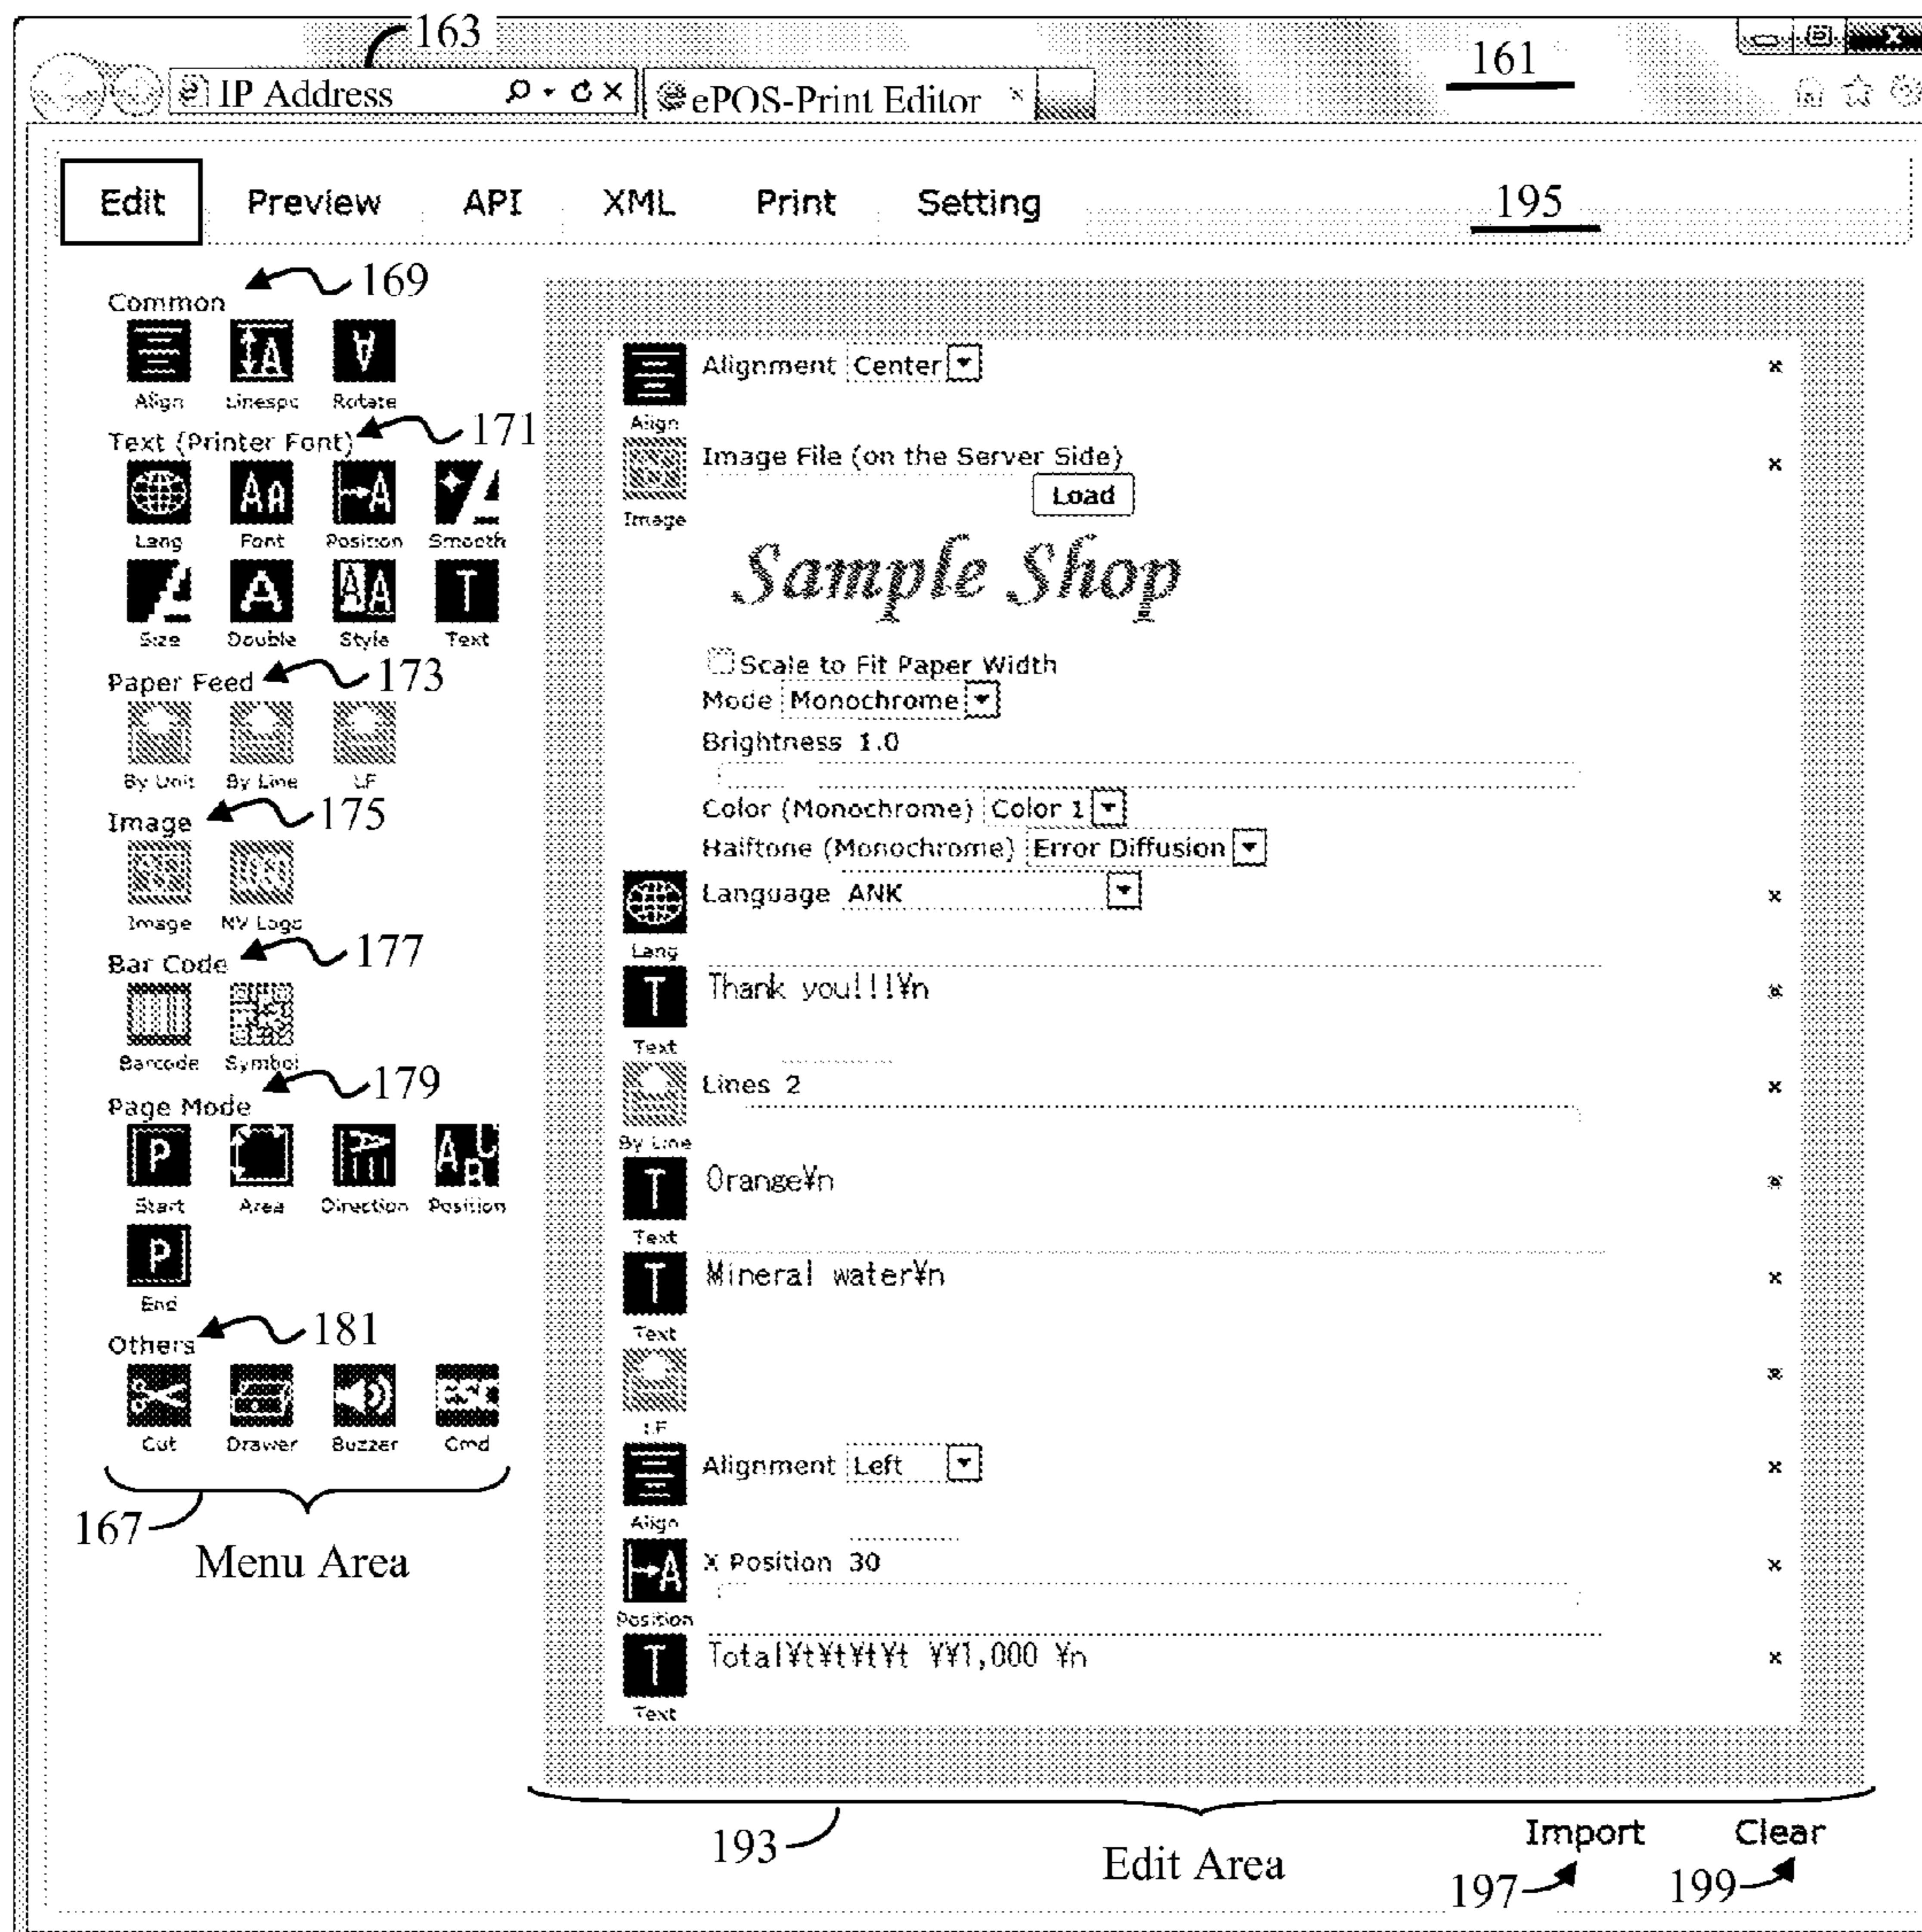 163
161
IP Address
ePOS-Print Editor
Edit Preview API XML Print Setting
195
Common
169
Align Linespc Rotate
Text (Printer Font)
171
Lang Font Position Smooth
Size Double Style Text
Paper Feed
173
By Unit By Line LF
Image
175
Image NV Logo
Bar Code
177
Barcode Symbol
Page Mode
179
Start Area Direction Position
End
Others
181
Cut Drawer Buzzer Cmd
167
Menu Area
Alignment Center
Align
Image File (on the Server Side)
Load
Image
Sample Shop
Scale to Fit Paper Width
Mode Monochrome
Brightness 1.0
Color (Monochrome) Color 1
Halftone (Monochrome) Error Diffusion
Language ANK
Lang
Thank you!!!¥n
Text
Lines 2
By Line
Orange¥n
Text
Mineral water¥n
Text
LF
Alignment Left
Align
X Position 30
Position
Total¥t¥t¥t¥t ¥¥1,000 ¥n
Text
193
Edit Area
Import Clear
197
199